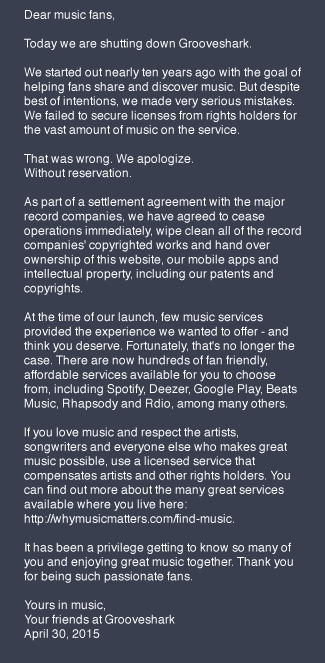 Dear music fans,
Today we are shutting down Grooveshark.
We started out nearly ten years ago with the goal of
helping fans share and discover music. But despite
best of intentions, we made very serious mistakes.
We failed to secure licenses from rights holders for
the vast amount of music on the service.
That was wrong. We apologize.
Without reservation.
As part of a settlement agreement with the major
record companies, we have agreed to cease
operations immediately, wipe clean all of the record
companies' copyrighted works and hand over
ownership of this website, our mobile apps and
intellectual property, including our patents and
copyrights.
At the time of our launch, few music services
provided the experience we wanted to offer - and
think you deserve. Fortunately, that's no longer the
case. There are now hundreds of fan friendly,
affordable services available for you to choose
from, including Spotify, Deezer, Google Play, Beats
Music, Rhapsody and Rdio, among many others.
If you love music and respect the artists,
songwriters and everyone else who makes great
music possible, use a licensed service that
compensates artists and other rights holders. You
can find out more about the many great services
available where you live here:
http://whymusicmatters.com/find-music.
It has been a privilege getting to know so many of
you and enjoying great music together. Thank you
for being such passionate fans.
Yours in music,
Your friends at Grooveshark
April 30, 2015